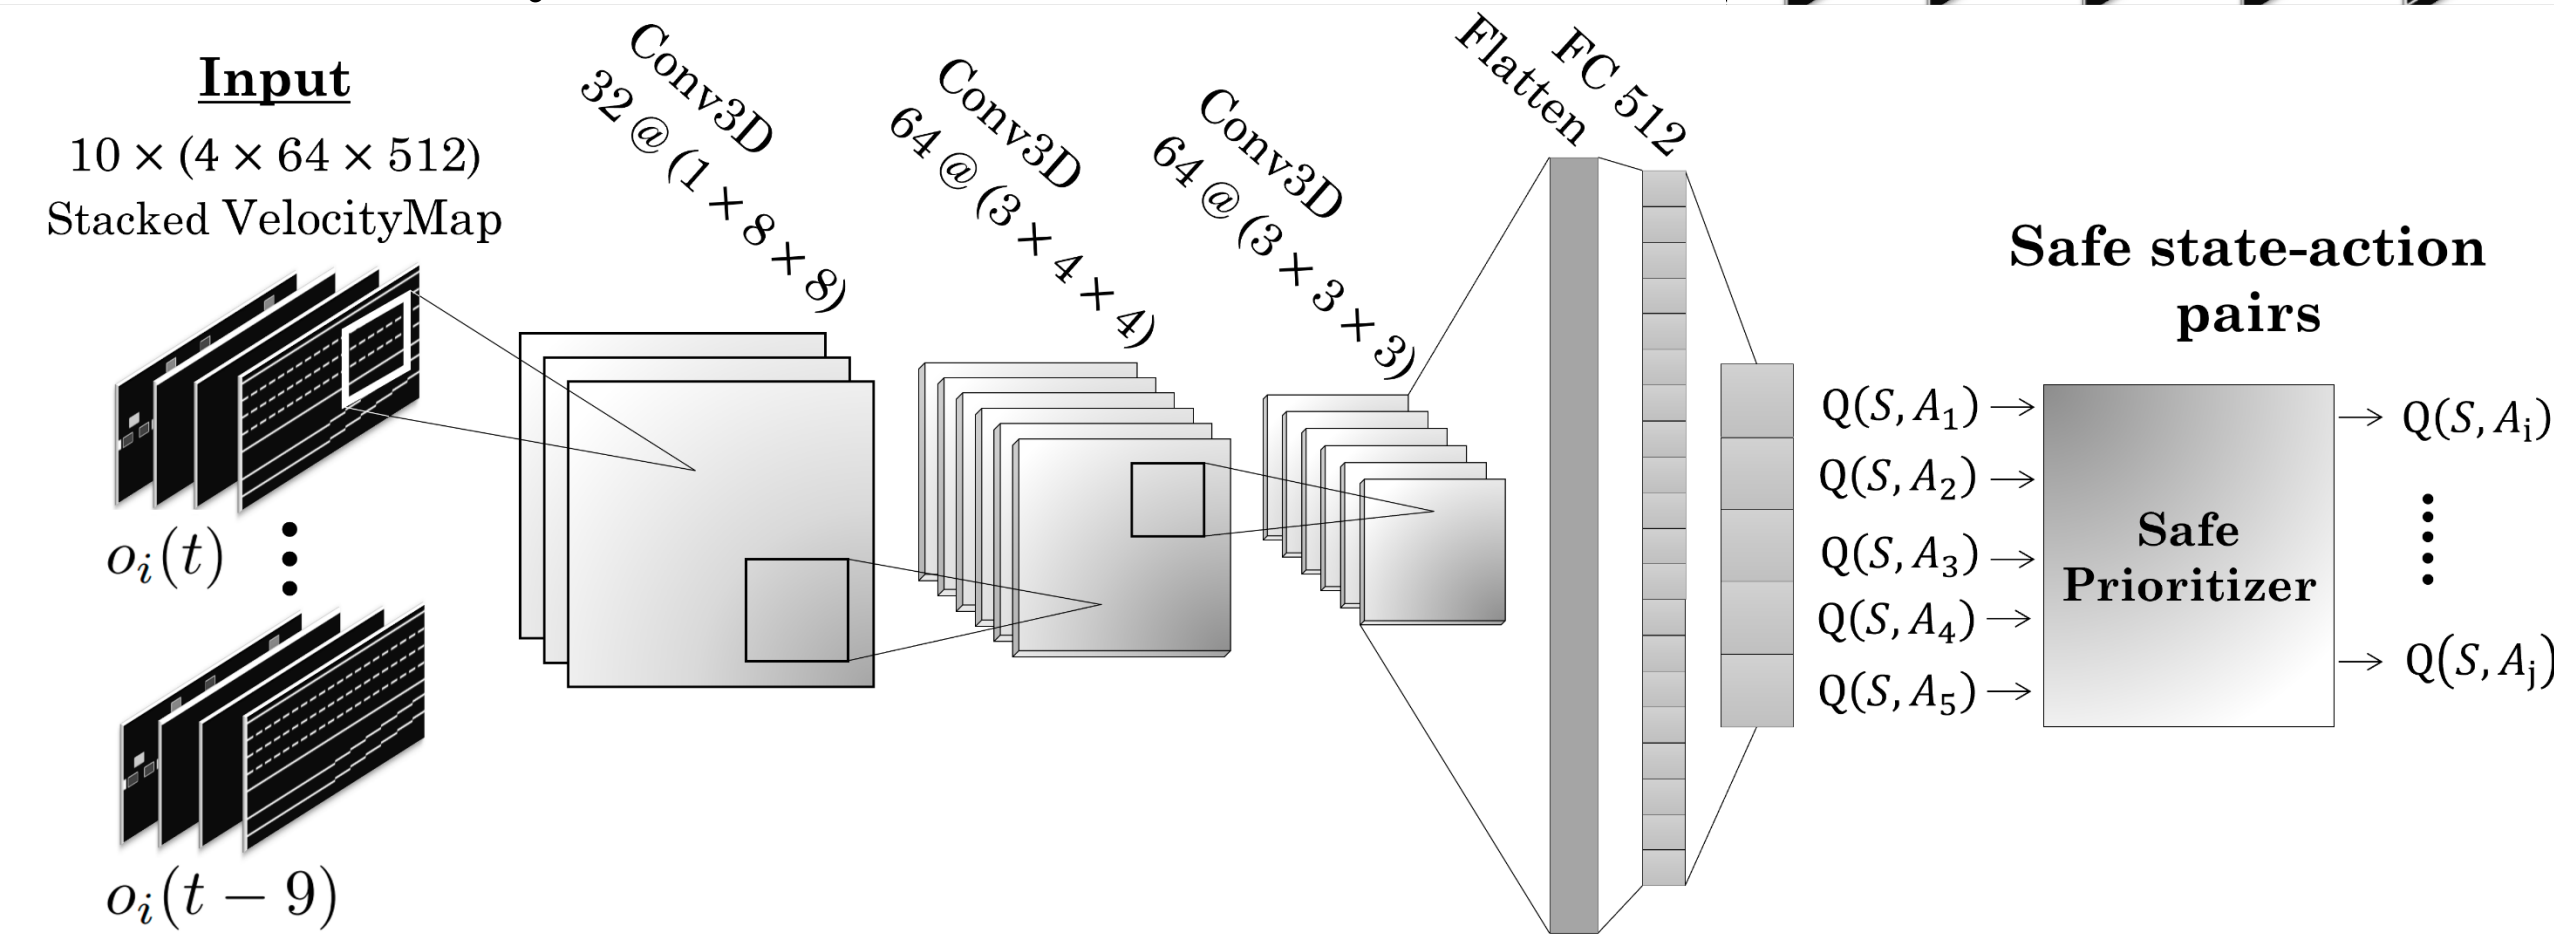 Input
10 × (4 × 64 × 512)
Stacked VelocityMap
o_i(t)
o_i(t − 9)
Conv3D
32 @ (1 × 8 × 8)
Conv3D
64 @ (3 × 4 × 4)
Conv3D
64 @ (3 × 3 × 3)
Flatten
FC 512
Q(S, A₁)
Q(S, A₂)
Q(S, A₃)
Q(S, A₄)
Q(S, A₅)
Safe state-action
pairs
Safe
Prioritizer
Q(S, Aᵢ)
Q(S, Aⱼ)